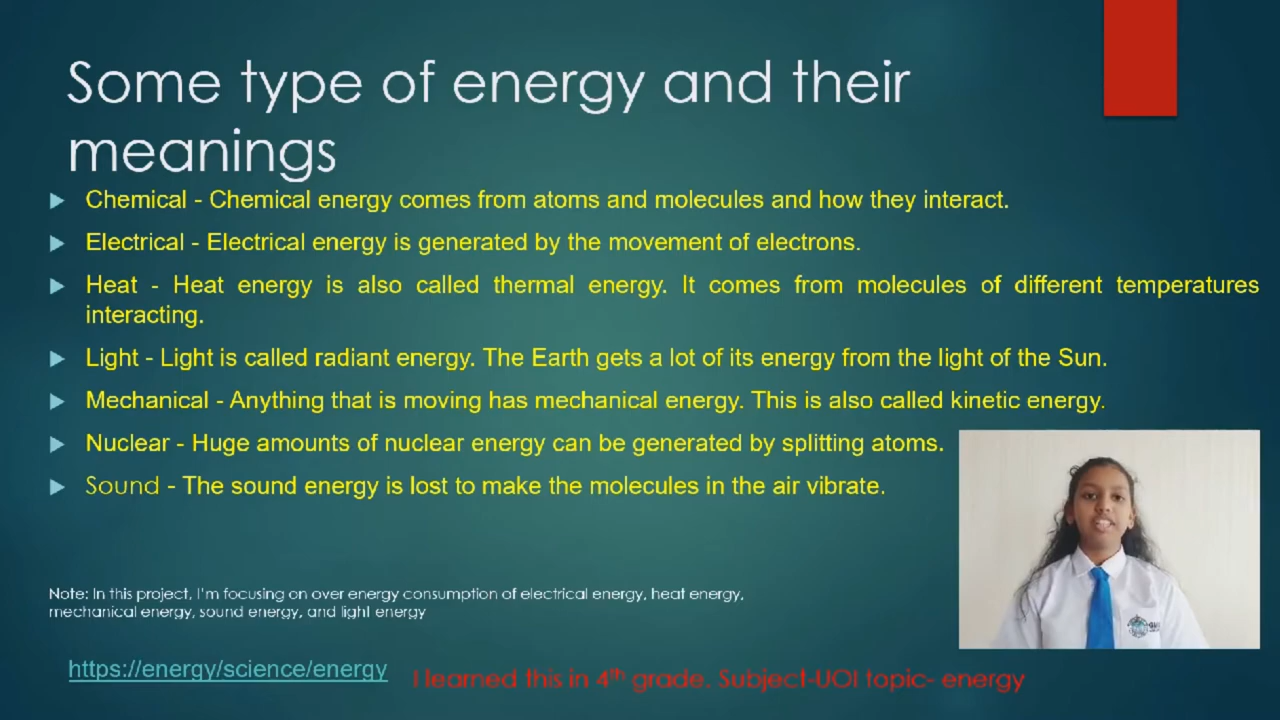 Some type of energy and their
meanings
Chemical - Chemical energy comes from atoms and molecules and how they interact.
Electrical - Electrical energy is generated by the movement of electrons.
Heat - Heat energy is also called thermal energy. It comes from molecules of different temperatures
interacting.
Light - Light is called radiant energy. The Earth gets a lot of its energy from the light of the Sun.
Mechanical - Anything that is moving has mechanical energy. This is also called kinetic energy.
Nuclear - Huge amounts of nuclear energy can be generated by splitting atoms.
Sound - The sound energy is lost to make the molecules in the air vibrate.
Note: In this project, I'm focusing on over energy consumption of electrical energy, heat energy,
mechanical energy, sound energy, and light energy
https://energy/science/energy
I learned this in 4th grade. Subject-UOI topic- energy